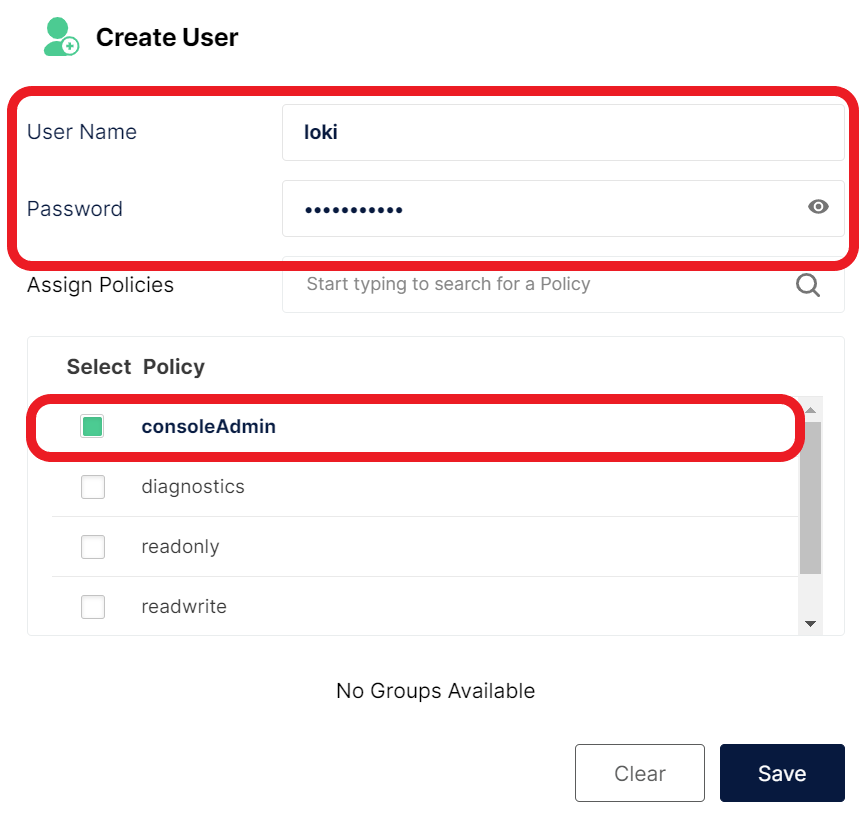 Create User
User Name
loki
Password
•••••••••••
Assign Policies
Start typing to search for a Policy
Select Policy
consoleAdmin
diagnostics
readonly
readwrite
No Groups Available
Clear
Save